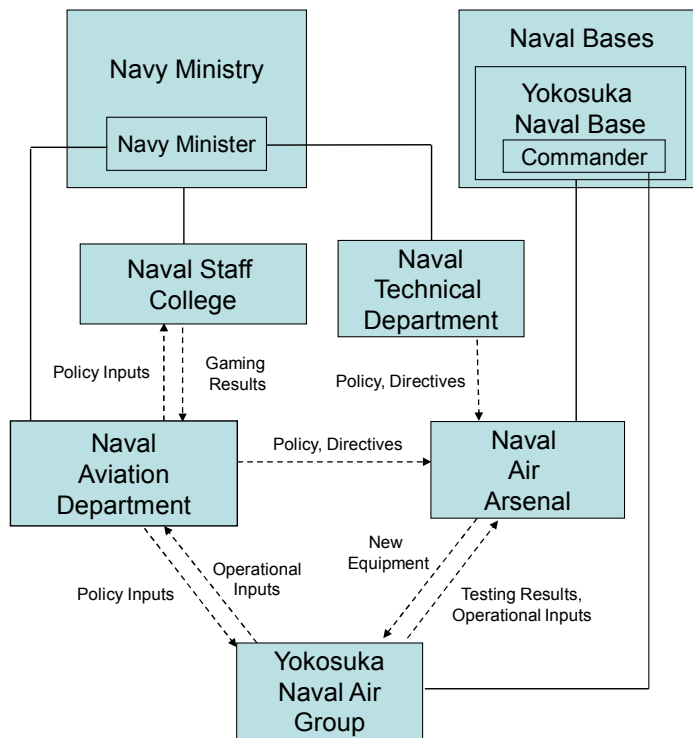 Navy Ministry
Navy Minister
Naval Bases
Yokosuka
Naval Base
Commander
Naval Staff
College
Naval
Technical
Department
Policy Inputs
Gaming
Results
Policy, Directives
Naval
Aviation
Department
Policy, Directives
Naval
Air
Arsenal
Policy Inputs
Operational
Inputs
New
Equipment
Testing Results,
Operational Inputs
Yokosuka
Naval Air
Group